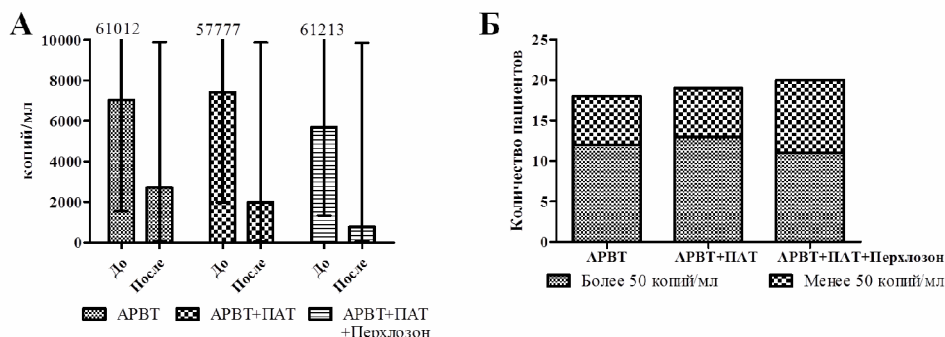 А
61012
57777
61213
10000
8000
6000
4000
2000
0
копий/мл
До
После
До
После
До
После
АРВТ
АРВТ+ПАТ
АРВТ+ПАТ
+Перхлозон
Б
25
20
15
10
5
0
Количество пациентов
АРВТ
АРВТ+ПАТ
АРВТ+ПАТ+Перхлозон
Более 50 копий/мл
Менее 50 копий/мл